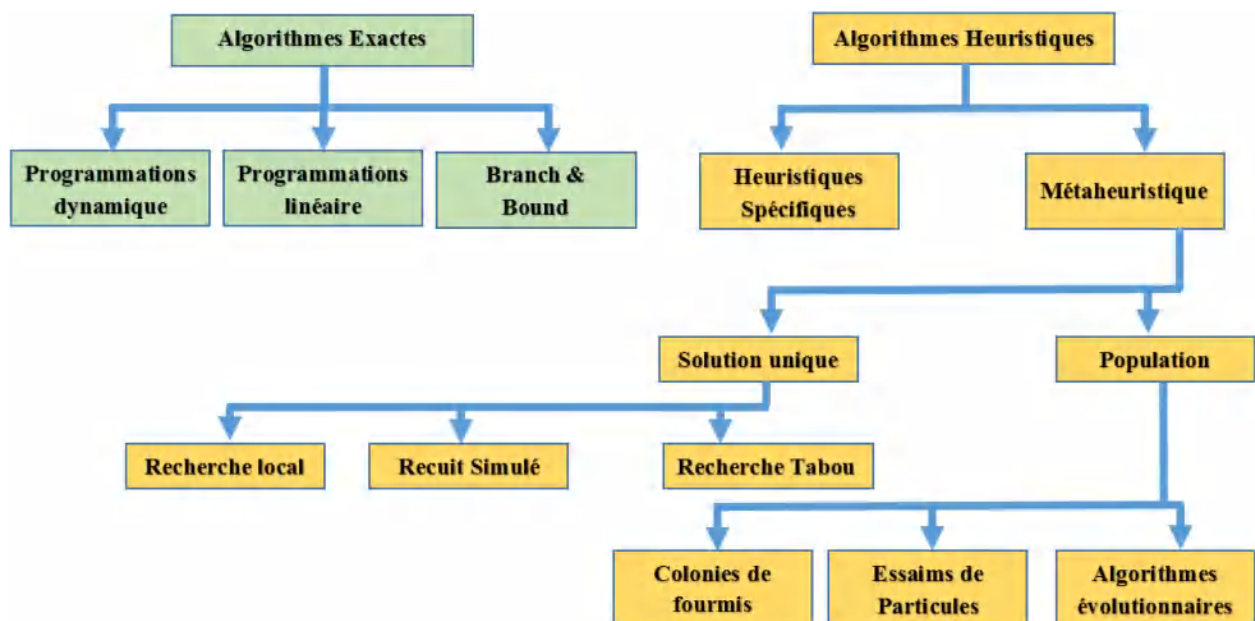 Algorithmes Exactes
Algorithmes Heuristiques
Programmations
dynamique
Programmations
linéaire
Branch &
Bound
Heuristiques
Spécifiques
Métaheuristique
Solution unique
Population
Recherche local
Recuit Simulé
Recherche Tabou
Colonies de
fourmis
Essaims de
Particules
Algorithmes
évolutionnaires